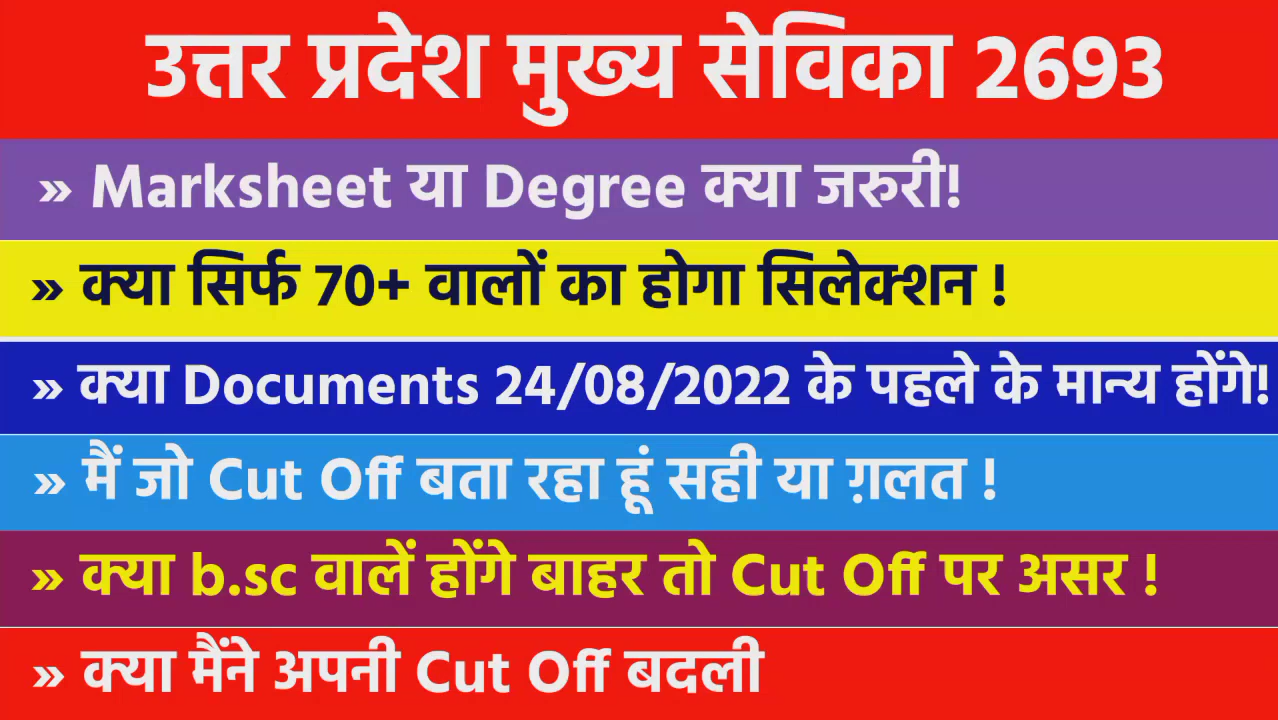 उत्तर प्रदेश मुख्य सेविका 2693
» Marksheet या Degree क्या जरुरी!
» क्या सिर्फ 70+ वालों का होगा सिलेक्शन !
» क्या Documents 24/08/2022 के पहले के मान्य होंगे!
» मैं जो Cut Off बता रहा हूं सही या ग़लत !
» क्या b.sc वालें होंगे बाहर तो Cut Off पर असर !
» क्या मैंने अपनी Cut Off बदली